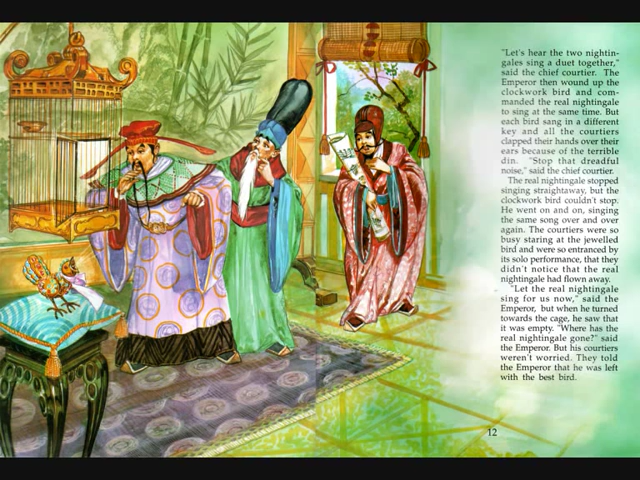 "Let's hear the two nightin-
gales sing a duet together,"
said the chief courtier. The
Emperor then wound up the
clockwork bird and com-
manded the real nightingale
to sing at the same time. But
each bird sang in a different
key and all the courtiers
clapped their hands over their
ears because of the terrible
din. "Stop that dreadful
noise," said the chief courtier.
The real nightingale stopped
singing straightaway, but the
clockwork bird couldn't stop.
He went on and on, singing
the same song over and over
again. The courtiers were so
busy staring at the jewelled
bird and were so entranced by
its solo performance, that they
didn't notice that the real
nightingale had flown away.
"Let the real nightingale
sing for us now," said the
Emperor, but when he turned
towards the cage, he saw that
it was empty. "Where has the
real nightingale gone?" said
the Emperor. But his courtiers
weren't worried. They told
the Emperor that he was left
with the best bird.
12